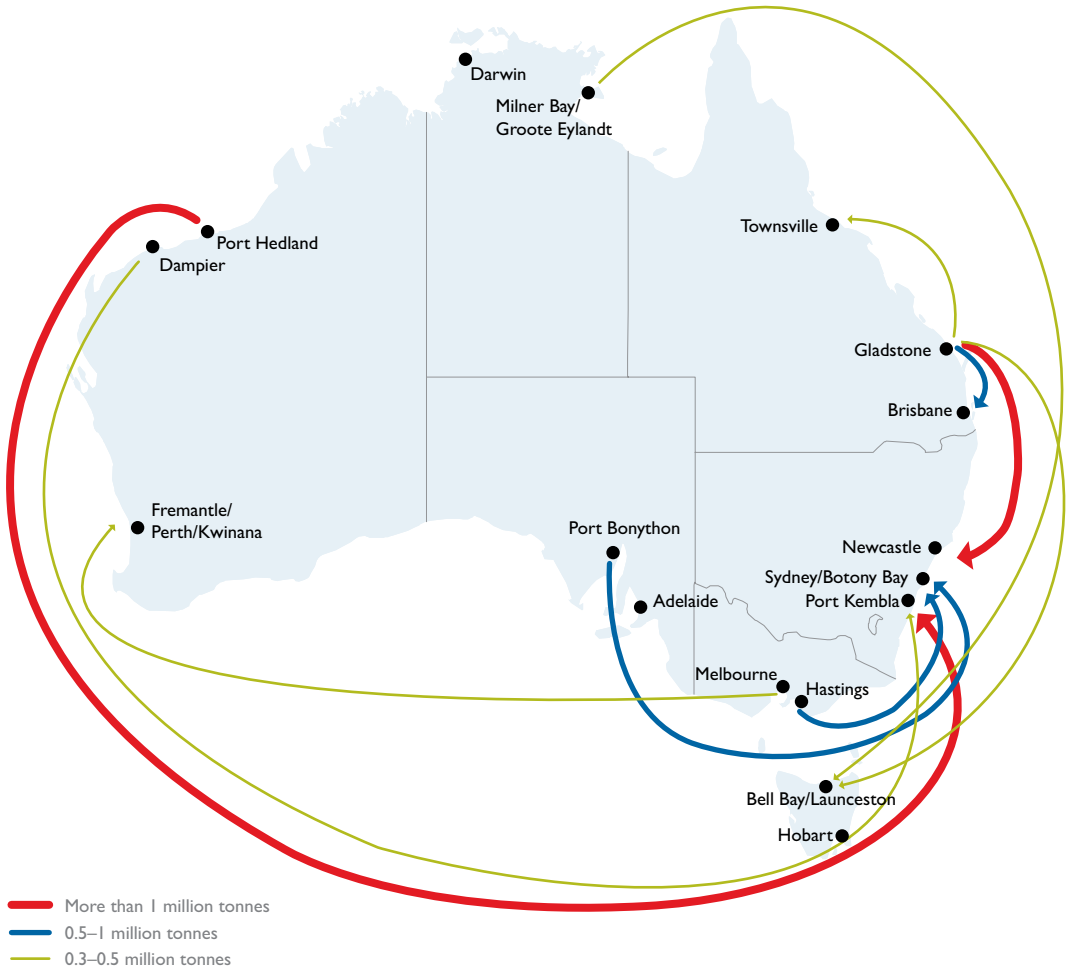 Darwin
Milner Bay/
Groote Eylandt
Townsville
Port Hedland
Dampier
Gladstone
Brisbane
Fremantle/
Perth/Kwinana
Port Bonython
Newcastle
Sydney/Botony Bay
Adelaide
Port Kembla
Melbourne
Hastings
Bell Bay/Launceston
Hobart
More than 1 million tonnes
0.5–1 million tonnes
0.3–0.5 million tonnes